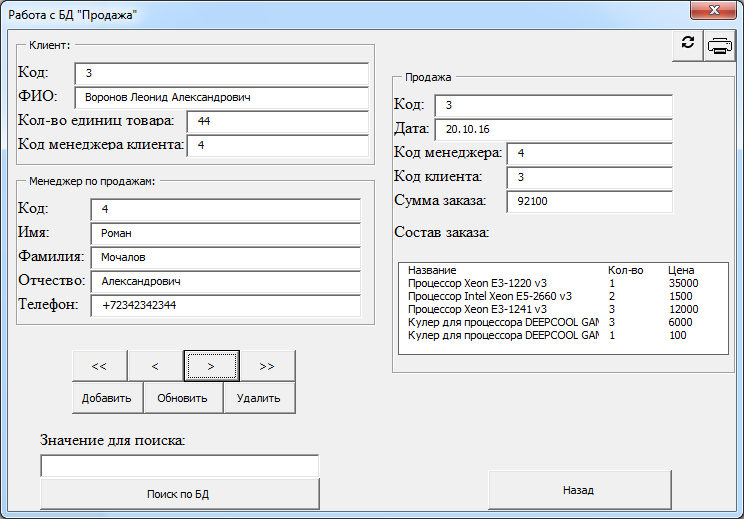 Работа с БД "Продажа"
Клиент:
Код: 3
ФИО: Воронов Леонид Александрович
Кол-во единиц товара: 44
Код менеджера клиента: 4
Менеджер по продажам:
Код: 4
Имя: Роман
Фамилия: Мочалов
Отчество: Александрович
Телефон: +72342342344
<< < > >>
Добавить Обновить Удалить
Значение для поиска:
Поиск по БД
Продажа
Код: 3
Дата: 20.10.16
Код менеджера: 4
Код клиента: 3
Сумма заказа: 92100
Состав заказа:
Название Кол-во Цена
Процессор Xeon E3-1220 v3 1 35000
Процессор Intel Xeon E5-2660 v3 2 1500
Процессор Xeon E3-1241 v3 3 12000
Кулер для процессора DEEPCOOL GAM 3 6000
Кулер для процессора DEEPCOOL GAM 1 100
Назад